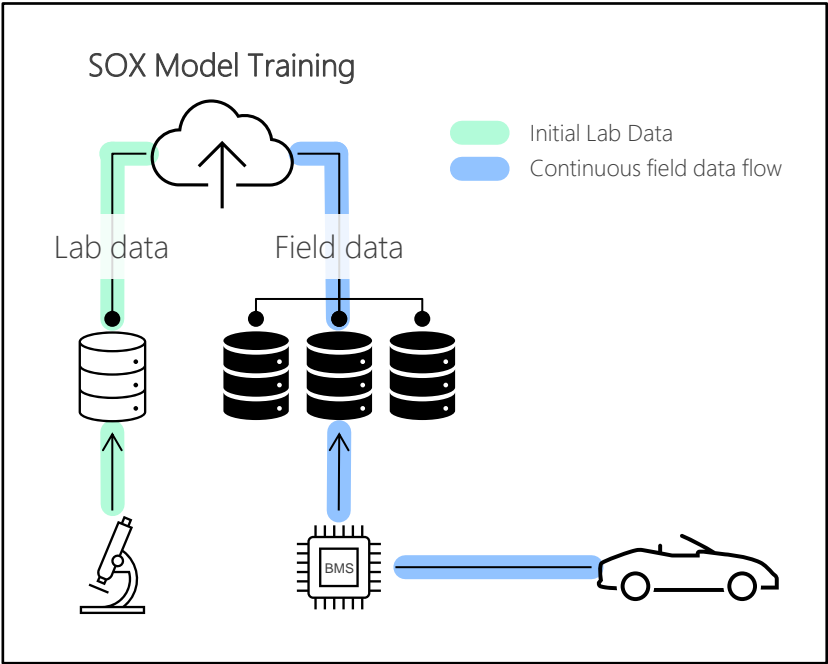 SOX Model Training
Initial Lab Data
Continuous field data flow
Lab data
Field data
BMS